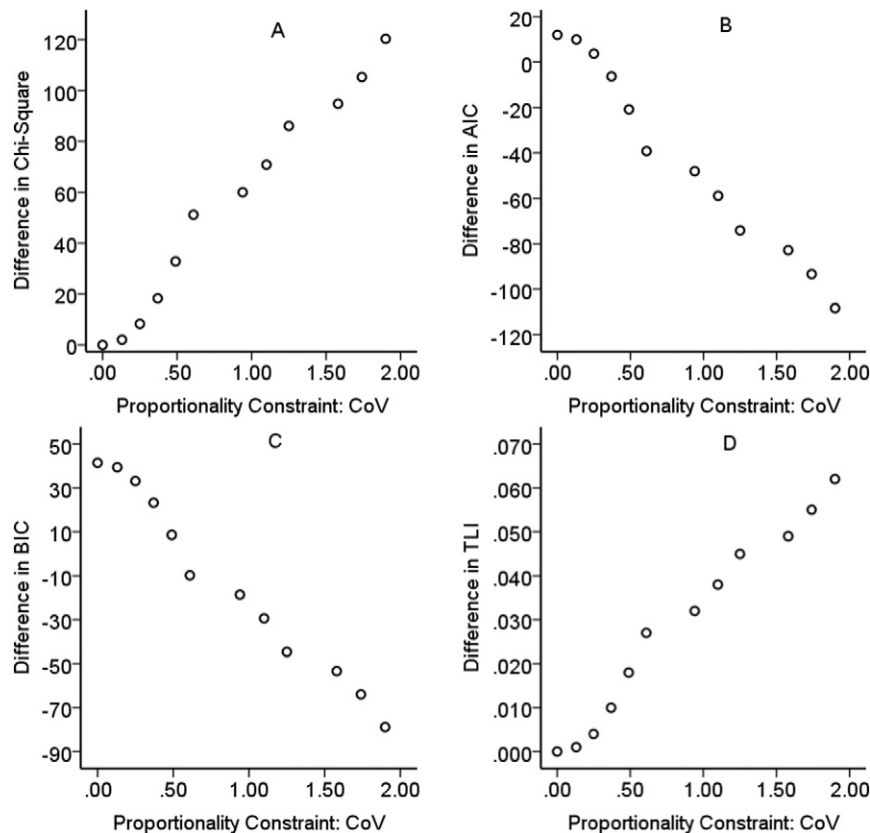 A
Difference in Chi-Square
120
100
80
60
40
20
0
.00 .50 1.00 1.50 2.00
Proportionality Constraint: CoV
B
Difference in AIC
20
0
-20
-40
-60
-80
-100
-120
.00 .50 1.00 1.50 2.00
Proportionality Constraint: CoV
C
Difference in BIC
50
30
10
-10
-30
-50
-70
-90
.00 .50 1.00 1.50 2.00
Proportionality Constraint: CoV
D
Difference in TLI
.070
.060
.050
.040
.030
.020
.010
.000
.00 .50 1.00 1.50 2.00
Proportionality Constraint: CoV